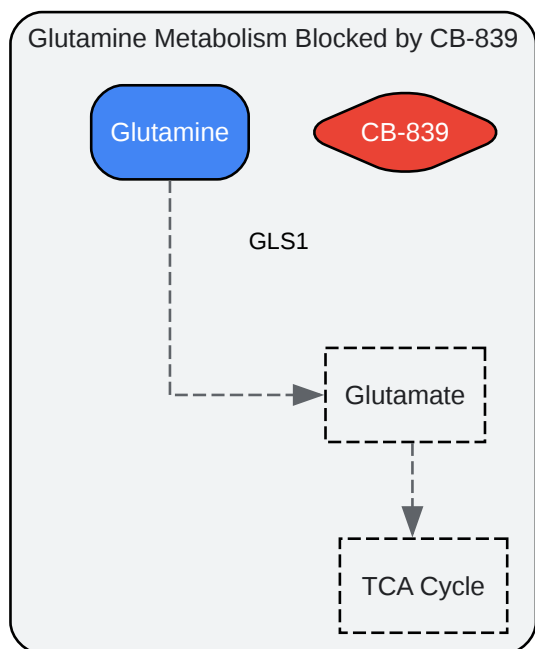 Glutamine Metabolism Blocked by CB-839
Glutamine
CB-839
GLS1
Glutamate
TCA Cycle